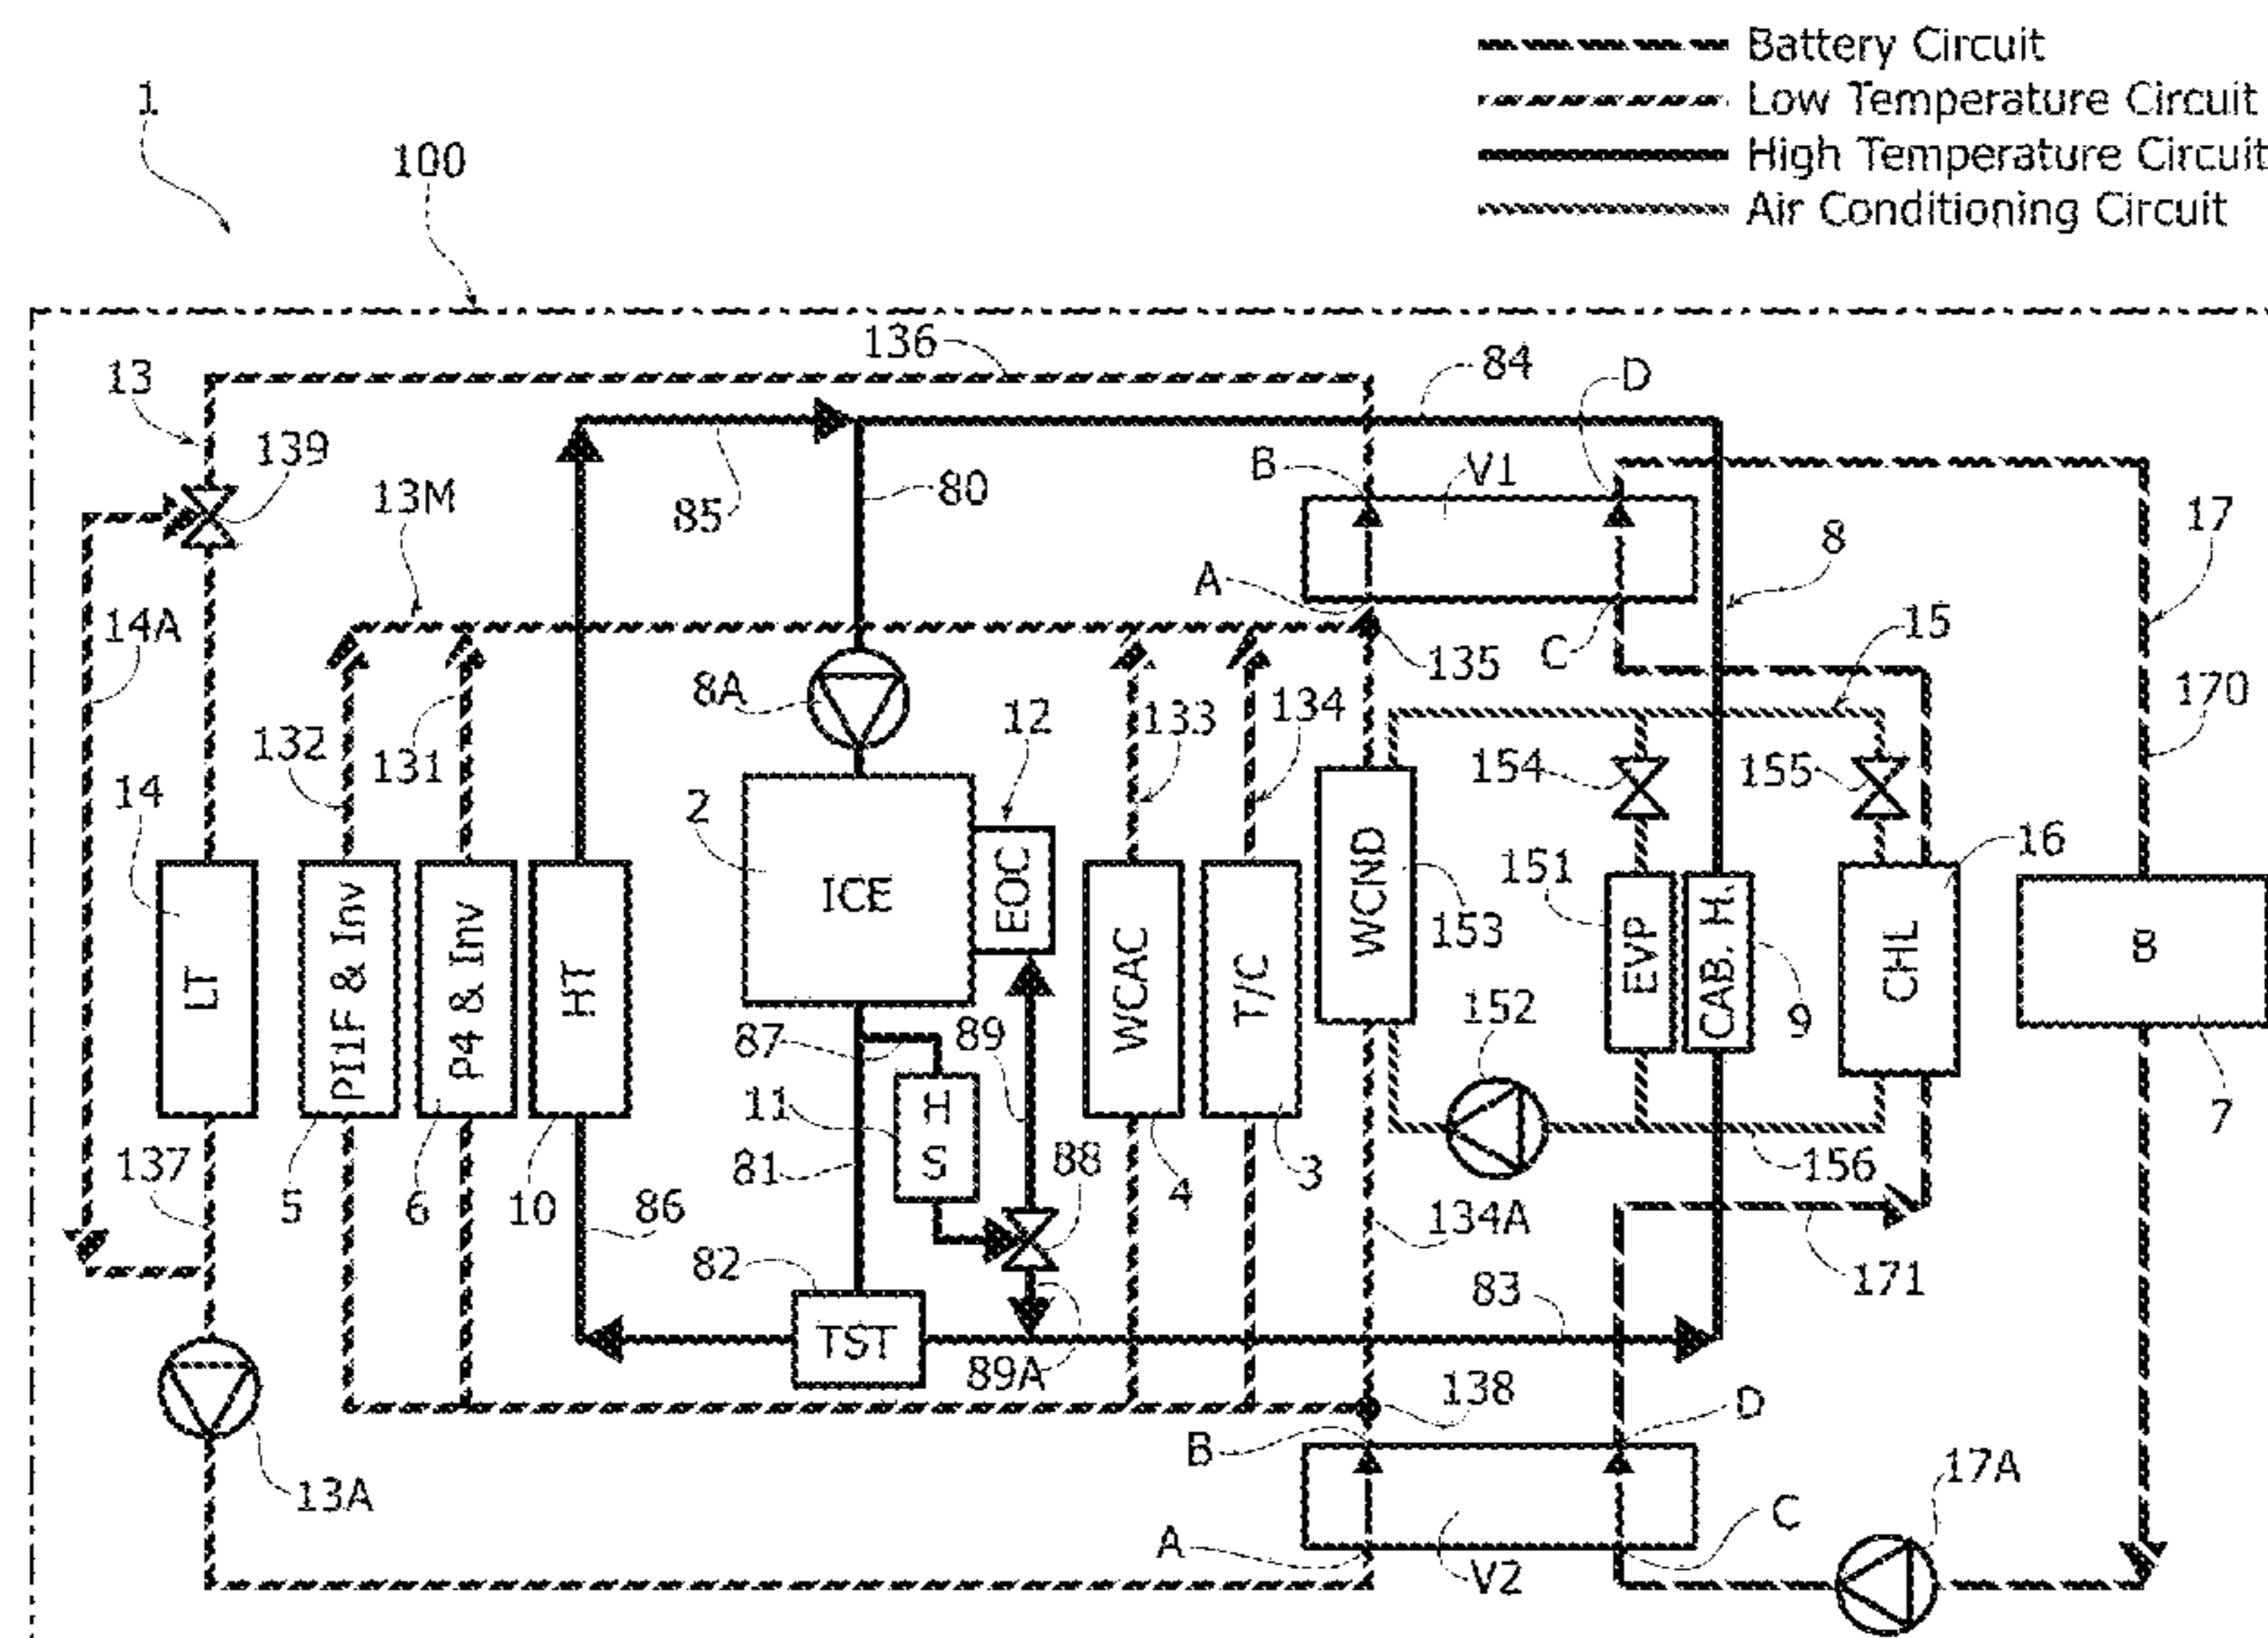 Battery Circuit
Low Temperature Circuit
High Temperature Circuit
Air Conditioning Circuit
1
100
136
84
D
13
139
B
V1
80
13M
85
17
8
A
14A
135
C
15
8A
12
134
170
132
131
133
154
155
14
2
16
151
LT
PI1F & Inv
P4 & Inv
HT
ICE
EOC
WCAC
T/C
WCND
153
EVP
CAB. H.
CHL
B
87
89
152
9
11
H
S
7
137
5
6
10
86
81
88
4
3
156
134A
82
83
171
TST
89A
138
D
B
13A
17A
A
V2
C